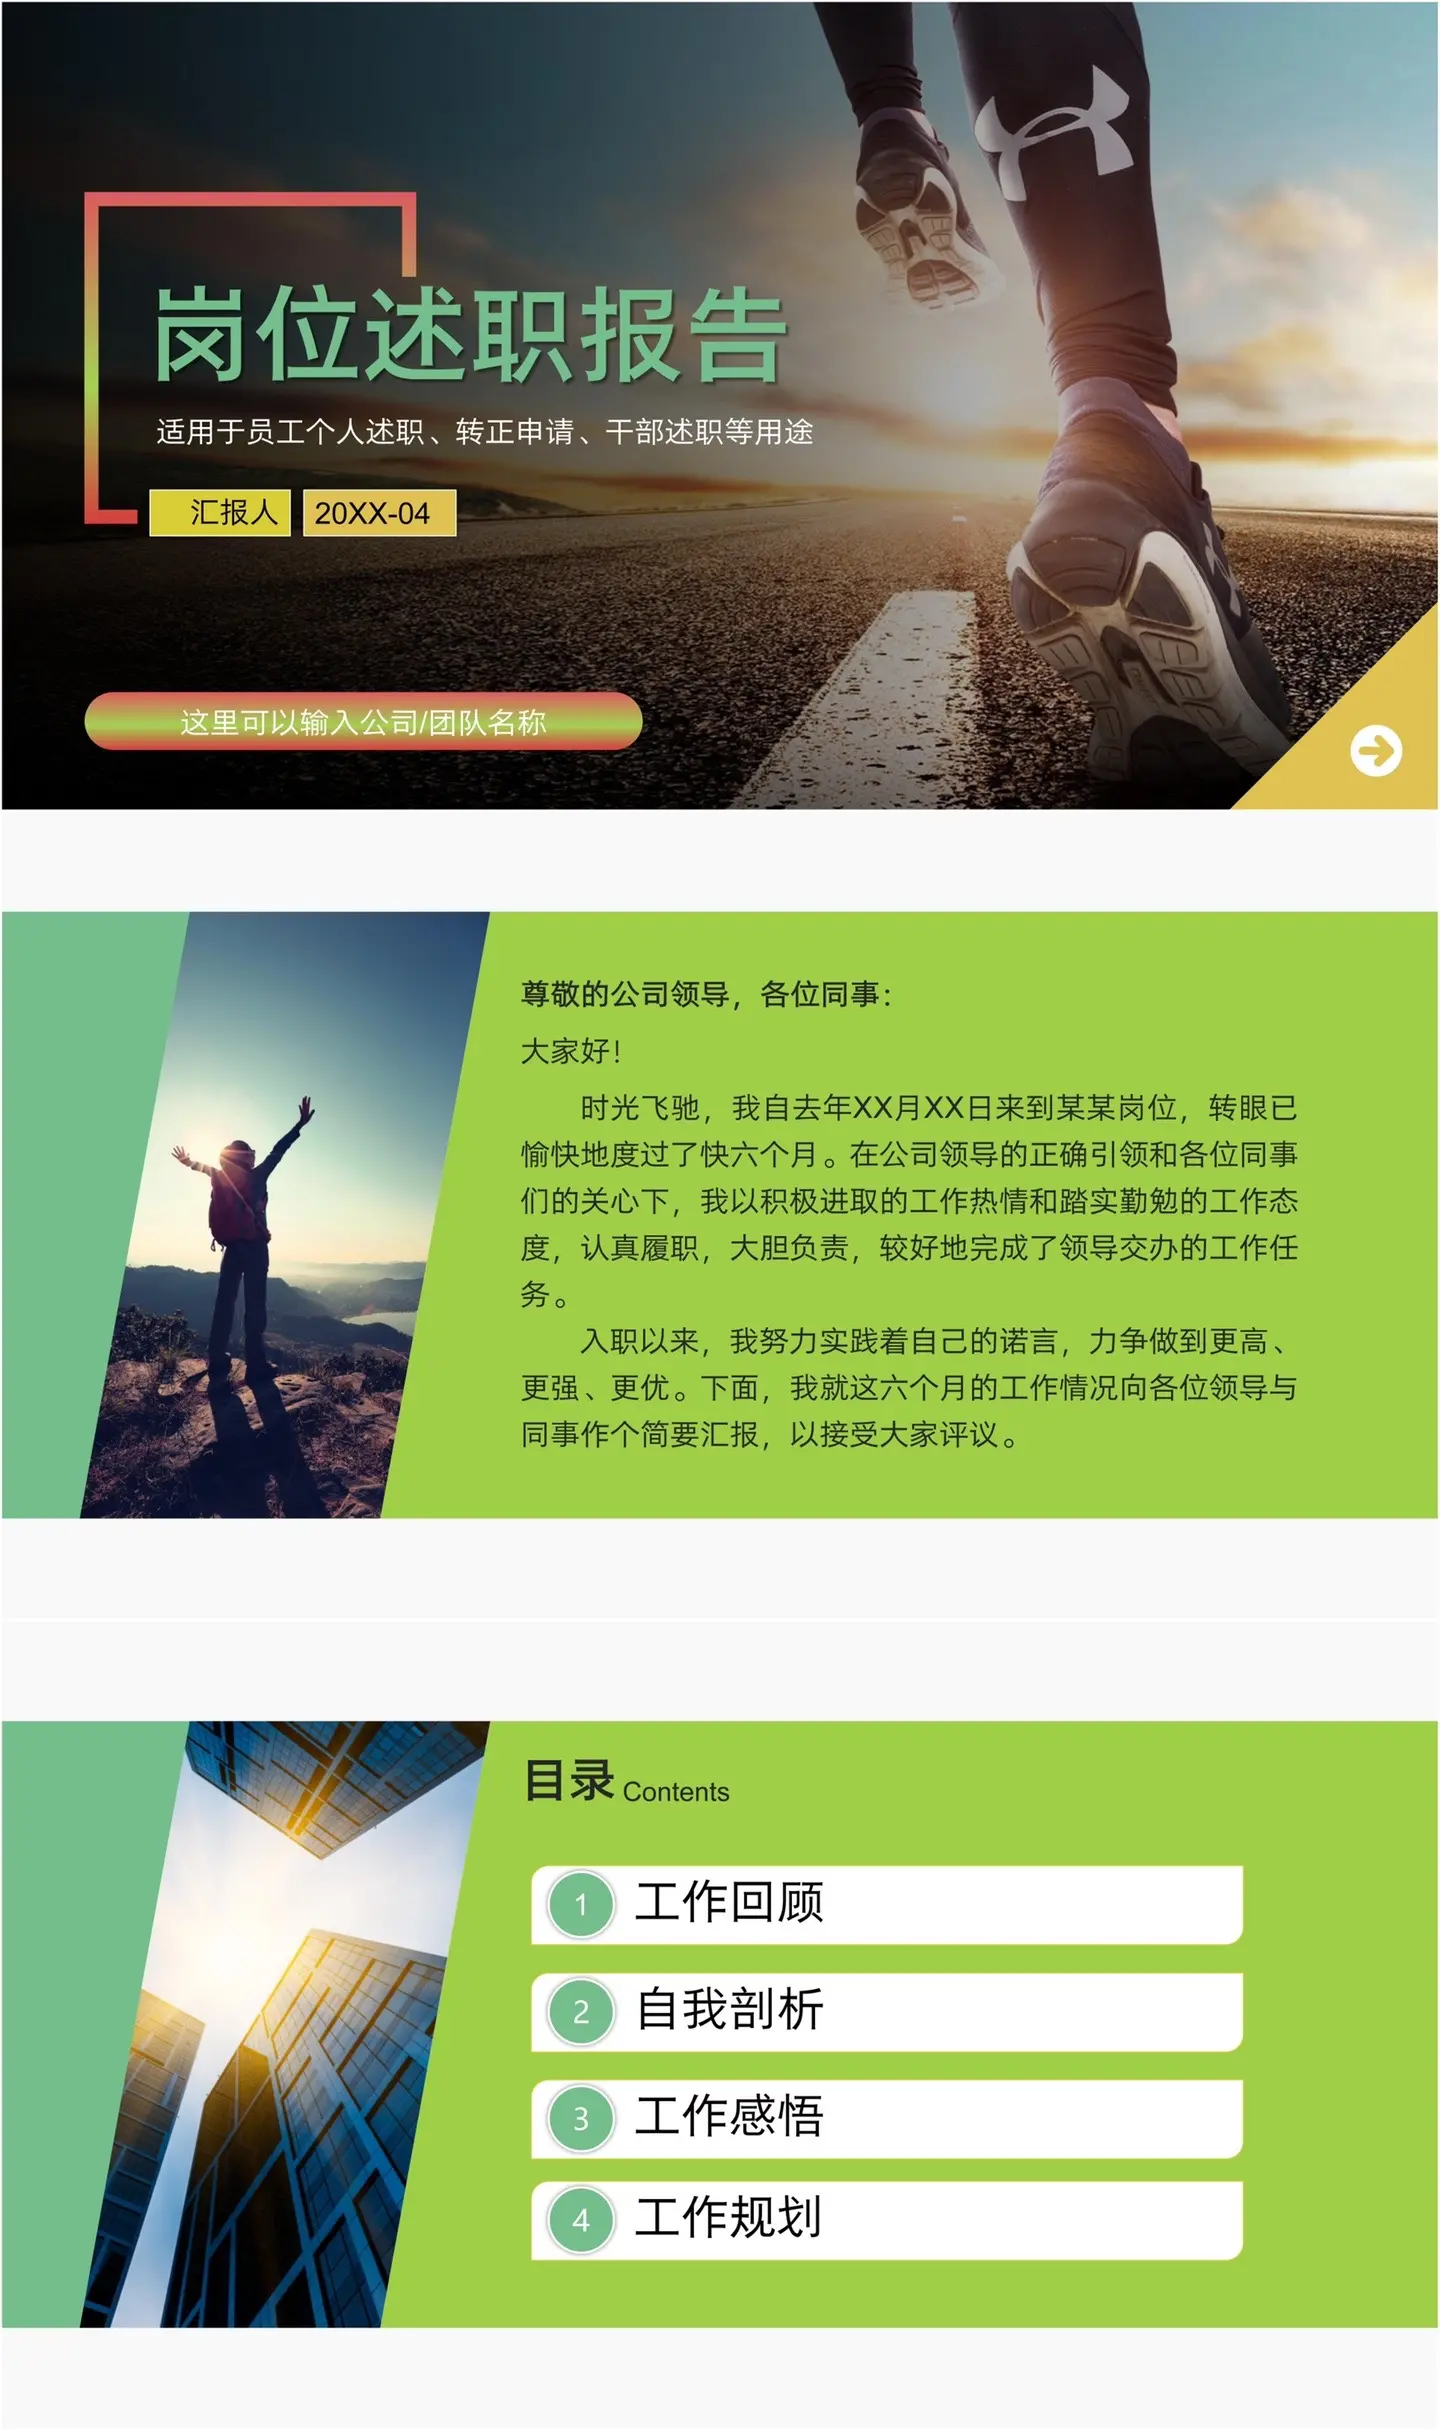 岗位述职报告
适用于员工个人述职、转正申请、干部述职等用途
汇报人
20XX-04
这里可以输入公司/团队名称
尊敬的公司领导，各位同事：
大家好！
时光飞驰，我自去年XX月XX日来到某某岗位，转眼已
愉快地度过了快六个月。在公司领导的正确引领和各位同事
们的关心下，我以积极进取的工作热情和踏实勤勉的工作态
度，认真履职，大胆负责，较好地完成了领导交办的工作任
务。
入职以来，我努力实践着自己的诺言，力争做到更高、
更强、更优。下面，我就这六个月的工作情况向各位领导与
同事作个简要汇报，以接受大家评议。
目录 Contents
1 工作回顾
2 自我剖析
3 工作感悟
4 工作规划